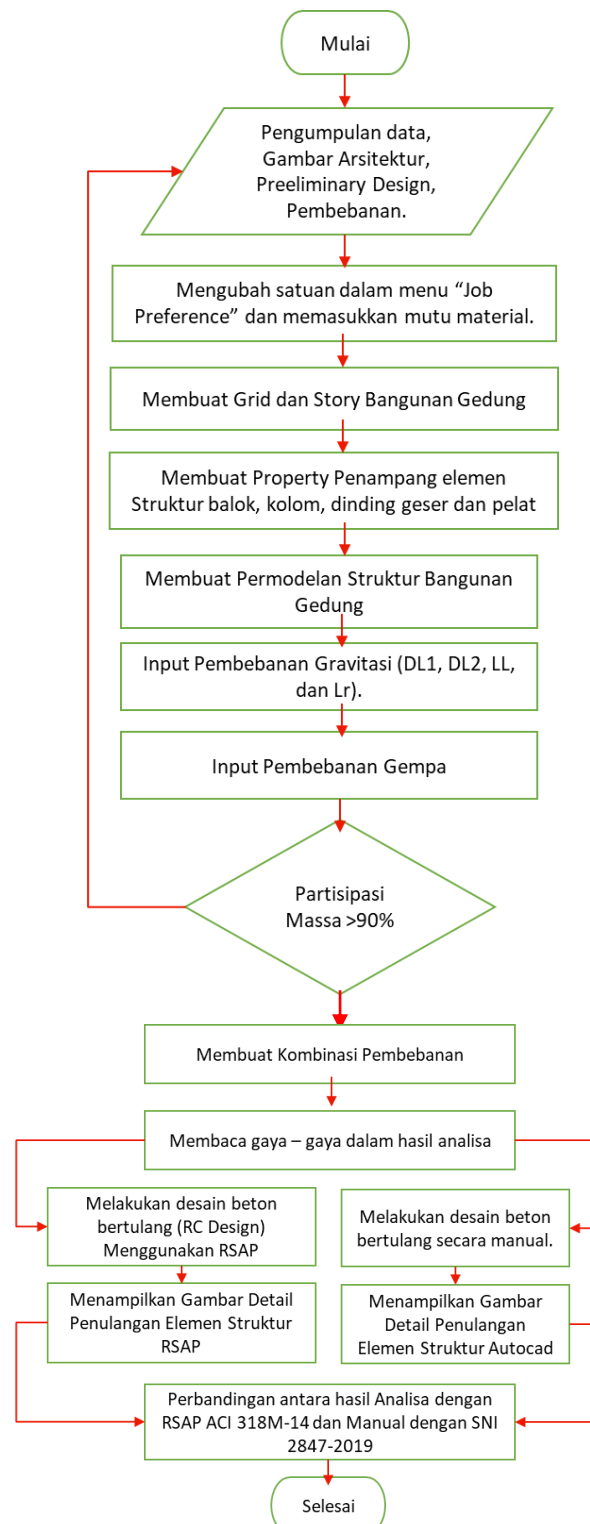 Mulai
Pengumpulan data,
Gambar Arsitektur,
Preeliminary Design,
Pembebanan.
Mengubah satuan dalam menu “Job
Preference” dan memasukkan mutu material.
Membuat Grid dan Story Bangunan Gedung
Membuat Property Penampang elemen
Struktur balok, kolom, dinding geser dan pelat
Membuat Permodelan Struktur Bangunan
Gedung
Input Pembebanan Gravitasi (DL1, DL2, LL,
dan Lr).
Input Pembebanan Gempa
Partisipasi
Massa >90%
Membuat Kombinasi Pembebanan
Membaca gaya – gaya dalam hasil analisa
Melakukan desain beton
bertulang (RC Design)
Menggunakan RSAP
Melakukan desain beton
bertulang secara manual.
Menampilkan Gambar Detail
Penulangan Elemen Struktur
RSAP
Menampilkan Gambar
Detail Penulangan
Elemen Struktur Autocad
Perbandingan antara hasil Analisa dengan
RSAP ACI 318M-14 dan Manual dengan SNI
2847-2019
Selesai